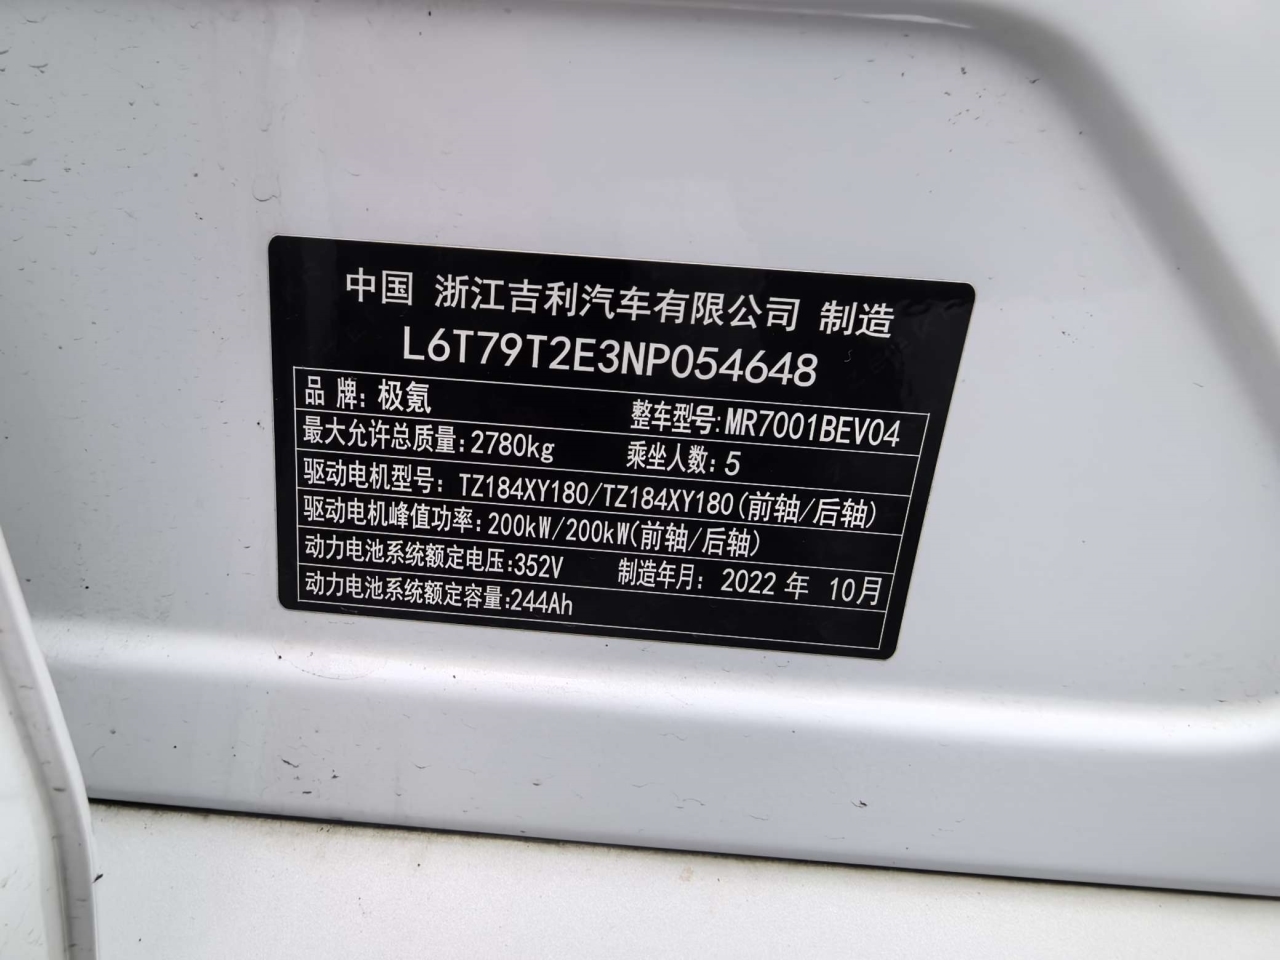 中国 浙江吉利汽车有限公司 制造
L6T79T2E3NP054648
品 牌: 极氪 整车型号: MR7001BEV04
最大允许总质量: 2780kg 乘坐人数: 5
驱动电机型号: TZ184XY180/TZ184XY180(前轴/后轴)
驱动电机峰值功率: 200kW/200kW(前轴/后轴)
动力电池系统额定电压: 352V 制造年月: 2022 年 10月
动力电池系统额定容量: 244Ah